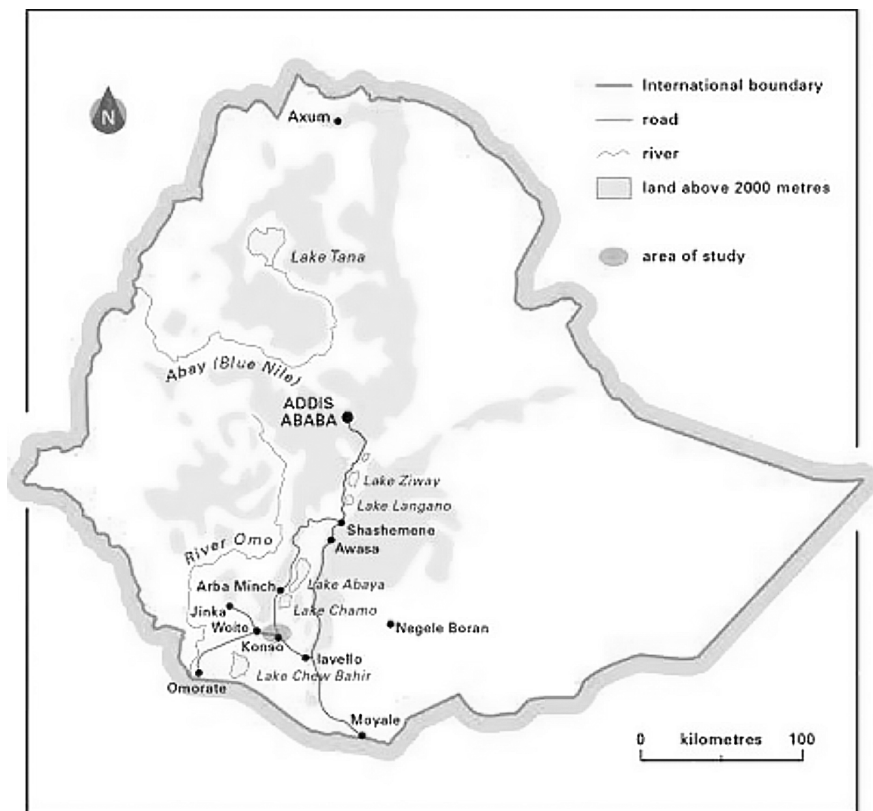 N
Axum
International boundary
road
river
land above 2000 metres
area of study
Lake Tana
Abay (Blue Nile)
ADDIS
ABABA
Lake Ziway
Lake Langano
Shashemene
Awasa
River Omo
Arba Minch
Lake Abaya
Jinka
Lake Chamo
Woito
Negele Boran
Konso
Iavello
Lake Chew Bahir
Omorate
Moyale
0 kilometres 100